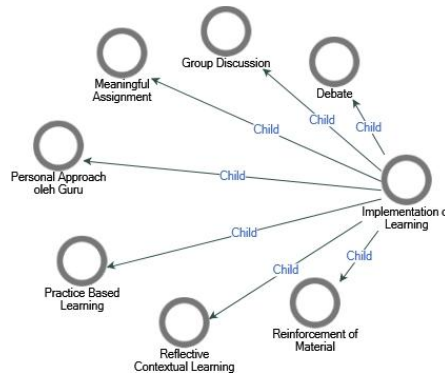 Group Discussion
Debate
Meaningful
Assignment
Child
Child
Child
Personal Approach
oleh Guru
Child
Implementation o
Learning
Child
Child
Child
Practice Based
Learning
Reflective
Contextual Learning
Reinforcement of
Material